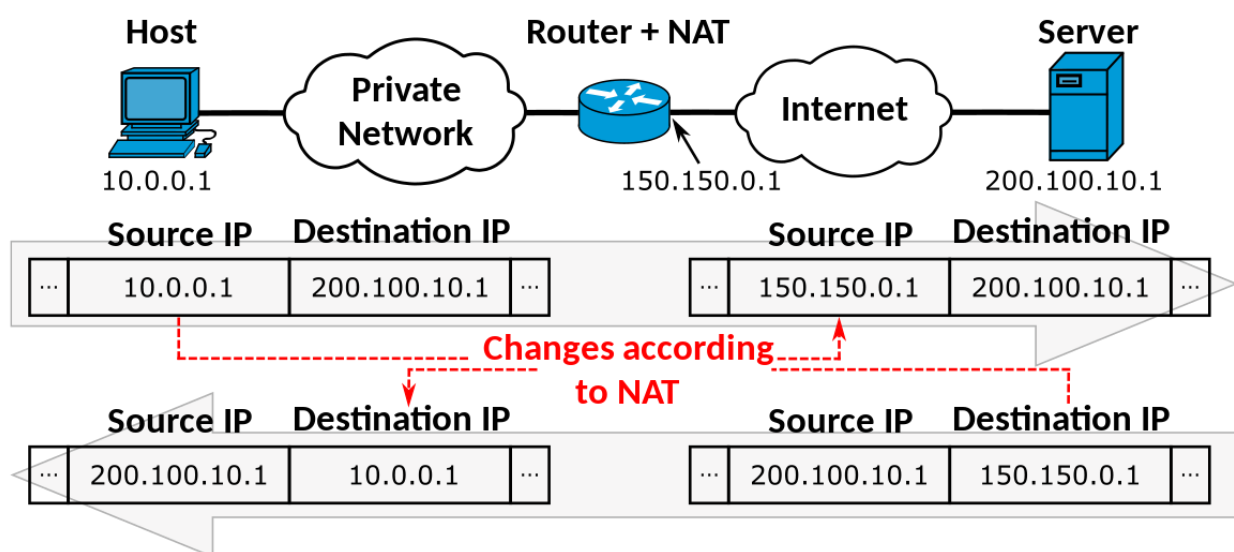 Host
Router + NAT
Server
Private
Network
Internet
10.0.0.1
150.150.0.1
200.100.10.1
Source IP Destination IP
Source IP Destination IP
... 10.0.0.1 200.100.10.1 ...
... 150.150.0.1 200.100.10.1 ...
Changes according
to NAT
Source IP Destination IP
Source IP Destination IP
... 200.100.10.1 10.0.0.1 ...
... 200.100.10.1 150.150.0.1 ...